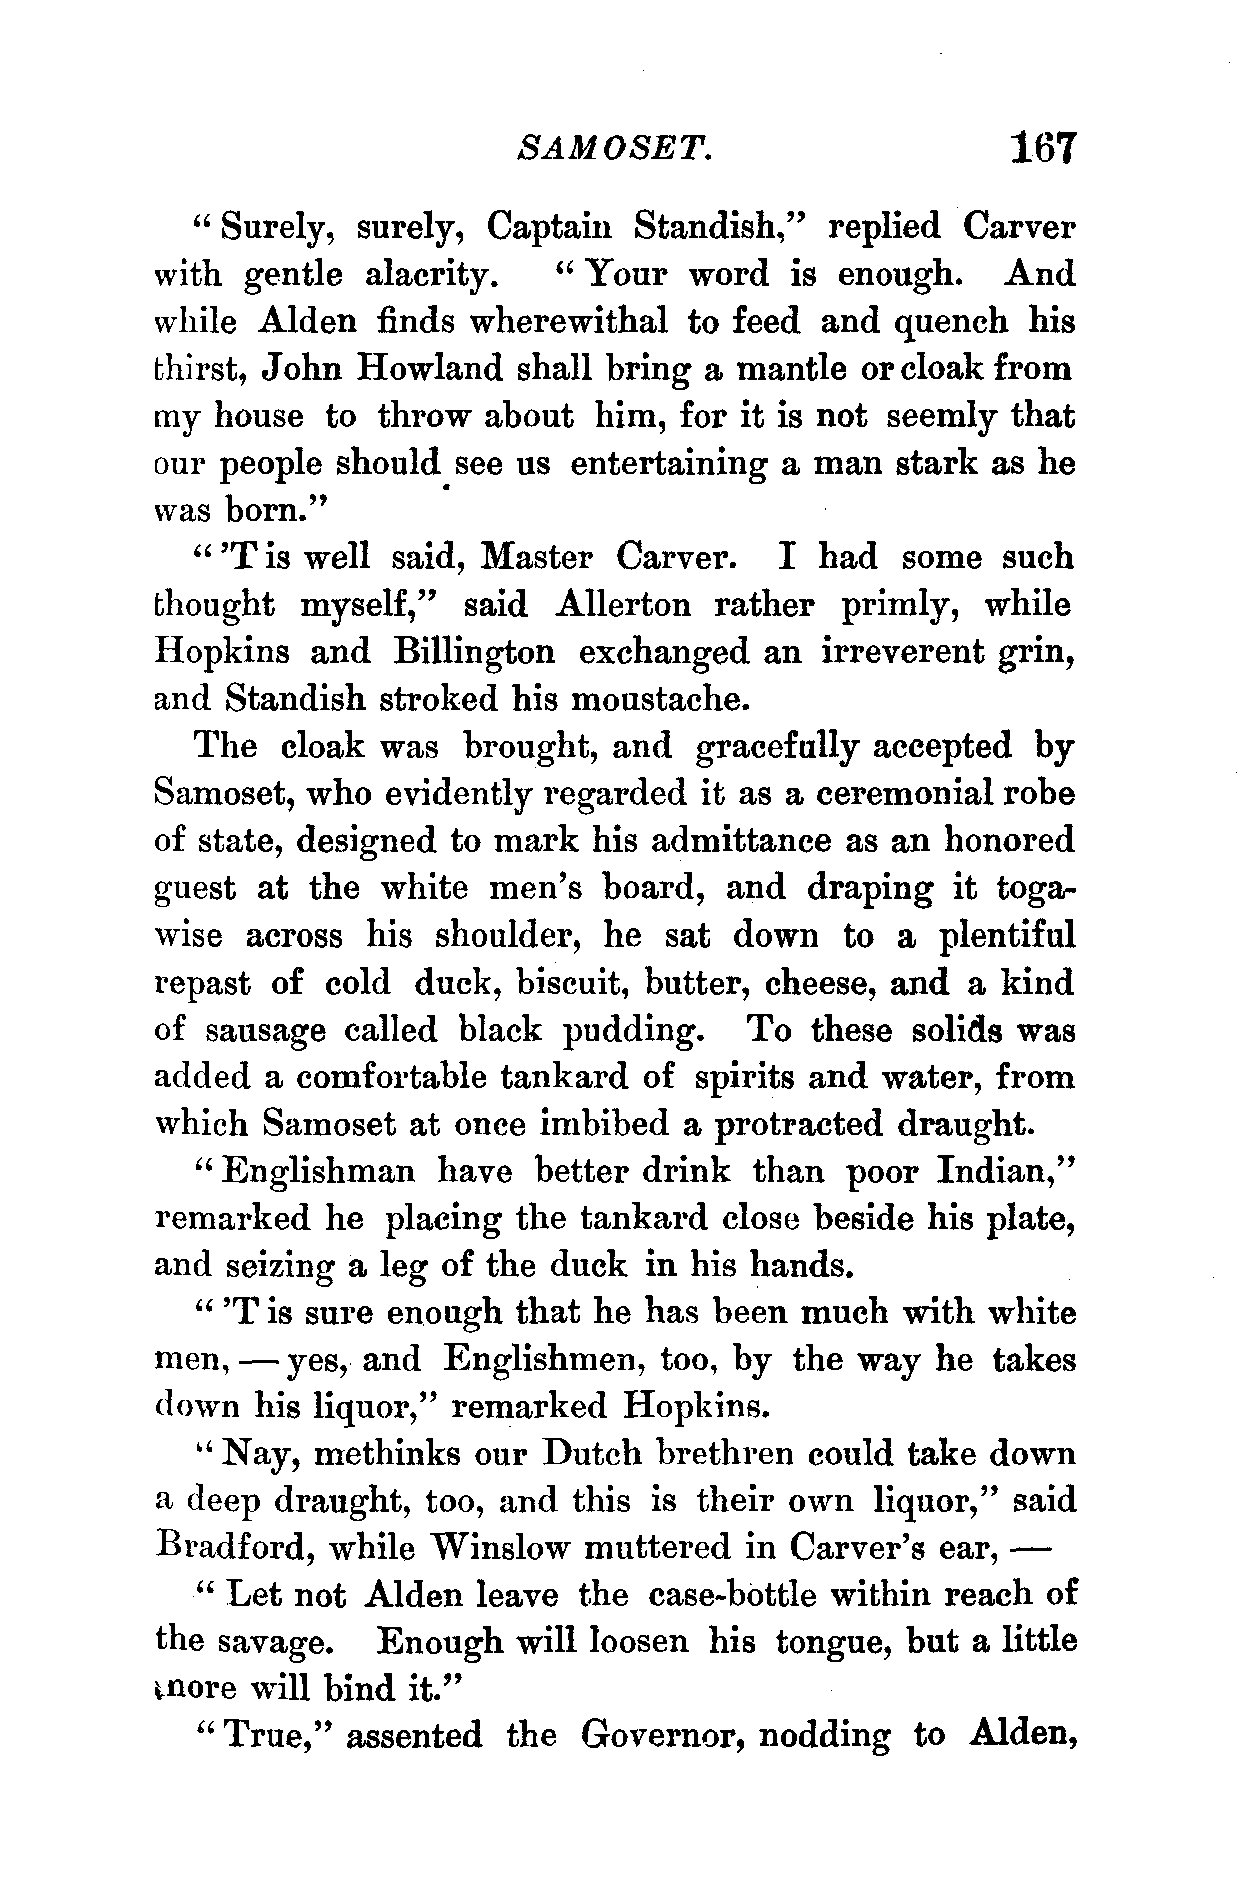 SAMOSET. 167
“ Surely, surely, Captain Standish,” replied Carver
with gentle alacrity. “ Your word is enough. And
while Alden finds wherewithal to feed and quench his
thirst, John Howland shall bring a mantle or cloak from
my house to throw about him, for it is not seemly that
our people should see us entertaining a man stark as he
was born.”
“ ’T is well said, Master Carver. I had some such
thought myself,” said Allerton rather primly, while
Hopkins and Billington exchanged an irreverent grin,
and Standish stroked his moustache.
The cloak was brought, and gracefully accepted by
Samoset, who evidently regarded it as a ceremonial robe
of state, designed to mark his admittance as an honored
guest at the white men’s board, and draping it toga-
wise across his shoulder, he sat down to a plentiful
repast of cold duck, biscuit, butter, cheese, and a kind
of sausage called black pudding. To these solids was
added a comfortable tankard of spirits and water, from
which Samoset at once imbibed a protracted draught.
“ Englishman have better drink than poor Indian,”
remarked he placing the tankard close beside his plate,
and seizing a leg of the duck in his hands.
“ ’T is sure enough that he has been much with white
men, — yes, and Englishmen, too, by the way he takes
down his liquor,” remarked Hopkins.
“ Nay, methinks our Dutch brethren could take down
a deep draught, too, and this is their own liquor,” said
Bradford, while Winslow muttered in Carver’s ear, —
“ Let not Alden leave the case-bottle within reach of
the savage. Enough will loosen his tongue, but a little
more will bind it.”
“ True,” assented the Governor, nodding to Alden,